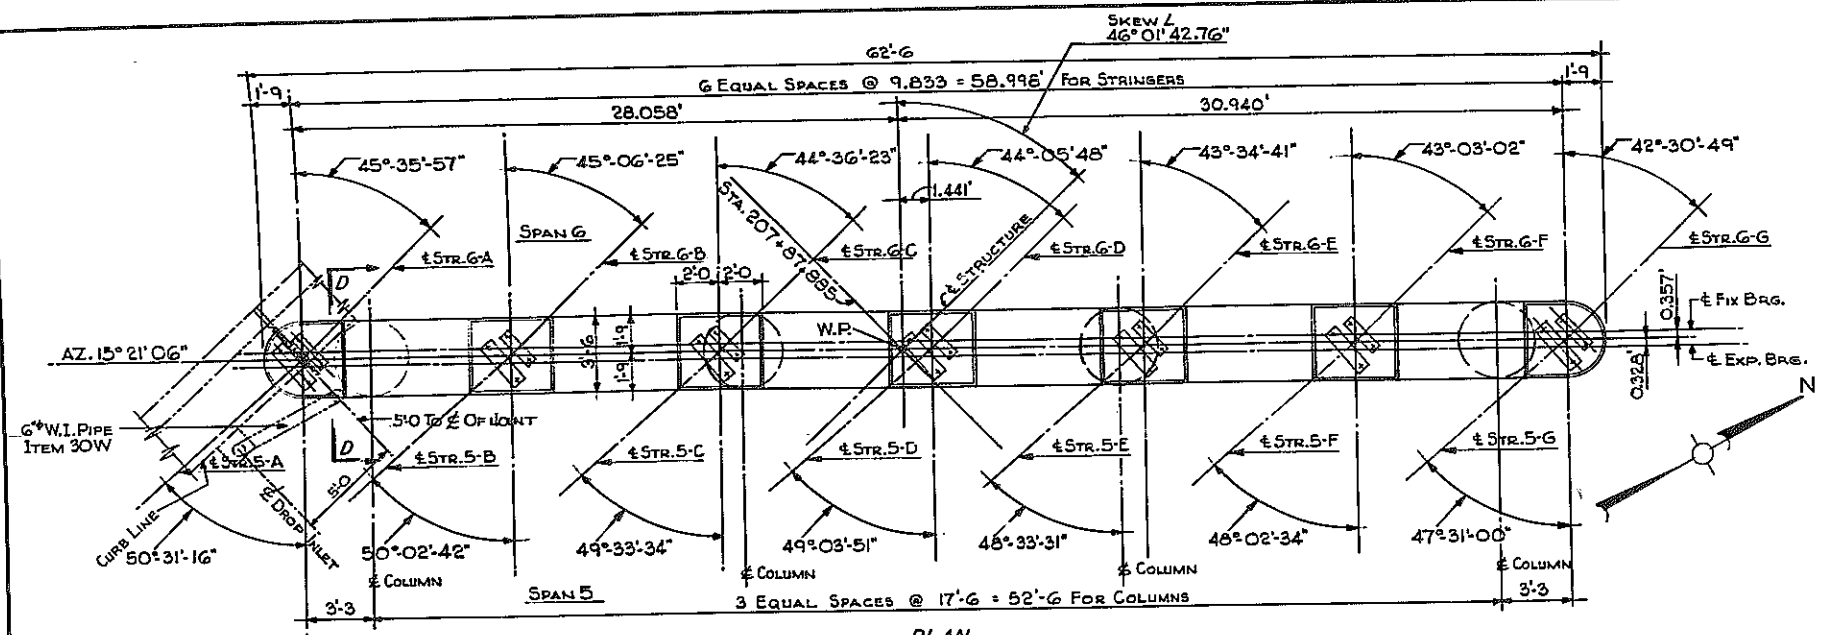 SKEW ∠
46° 01' 42.76"
62'-6
1'-9
6 EQUAL SPACES @ 9.833 = 58.998' FOR STRINGERS
1'-9
28.058'
30.940'
45°-35'-57"
45°-06'-25"
44°-36'-23"
44°-05'48"
43°-34'-41"
43°-03'-02"
42°-30'-49"
1.441'
SPAN 6
STA. 207+87.885
℄ STRUCTURE
℄ STR. 6-A
℄ STR. 6-B
℄ STR. 6-C
℄ STR. 6-D
℄ STR. 6-E
℄ STR. 6-F
℄ STR. 6-G
D
2'-0
2'-0
W.P.
3'-6
1'-9
1'-9
0.357'
℄ FIX BRG.
AZ. 15° 21' 06"
0.328'
℄ EXP. BRG.
N
6"ᶲ W.I. PIPE
ITEM 30W
5'-0 TO ℄ OF JOINT
D
℄ STR. 5-A
℄ STR. 5-B
℄ STR. 5-C
℄ STR. 5-D
℄ STR. 5-E
℄ STR. 5-F
℄ STR. 5-G
5'-0
℄ DROP INLET
CURB LINE
50°-31'-16"
50°-02'-42"
49°-33'-34"
49°-03'-51"
48°-33'-31"
48°-02'-34"
47°-31'-00"
℄ COLUMN
℄ COLUMN
℄ COLUMN
℄ COLUMN
SPAN 5
3'-3
3 EQUAL SPACES @ 17'-6 = 52'-6 FOR COLUMNS
3'-3
PLAN